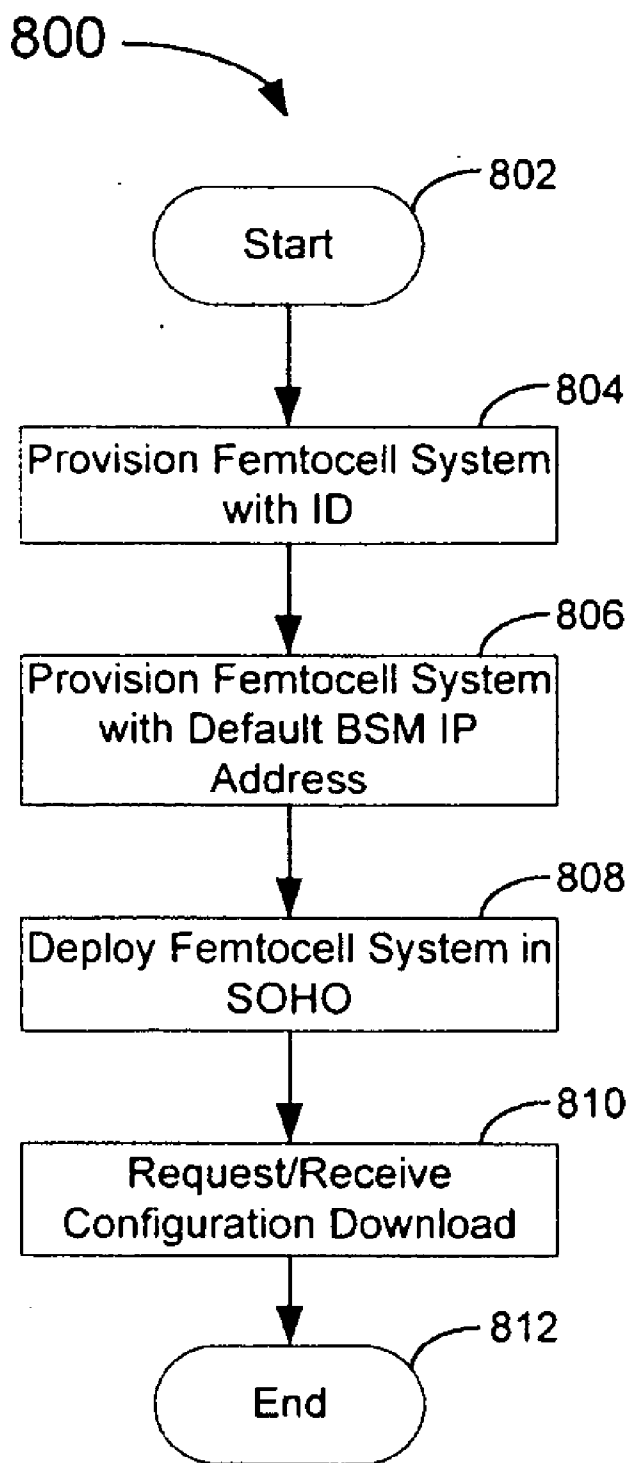 800
802
Start
804
Provision Femtocell System
with ID
806
Provision Femtocell System
with Default BSM IP
Address
808
Deploy Femtocell System in
SOHO
810
Request/Receive
Configuration Download
812
End